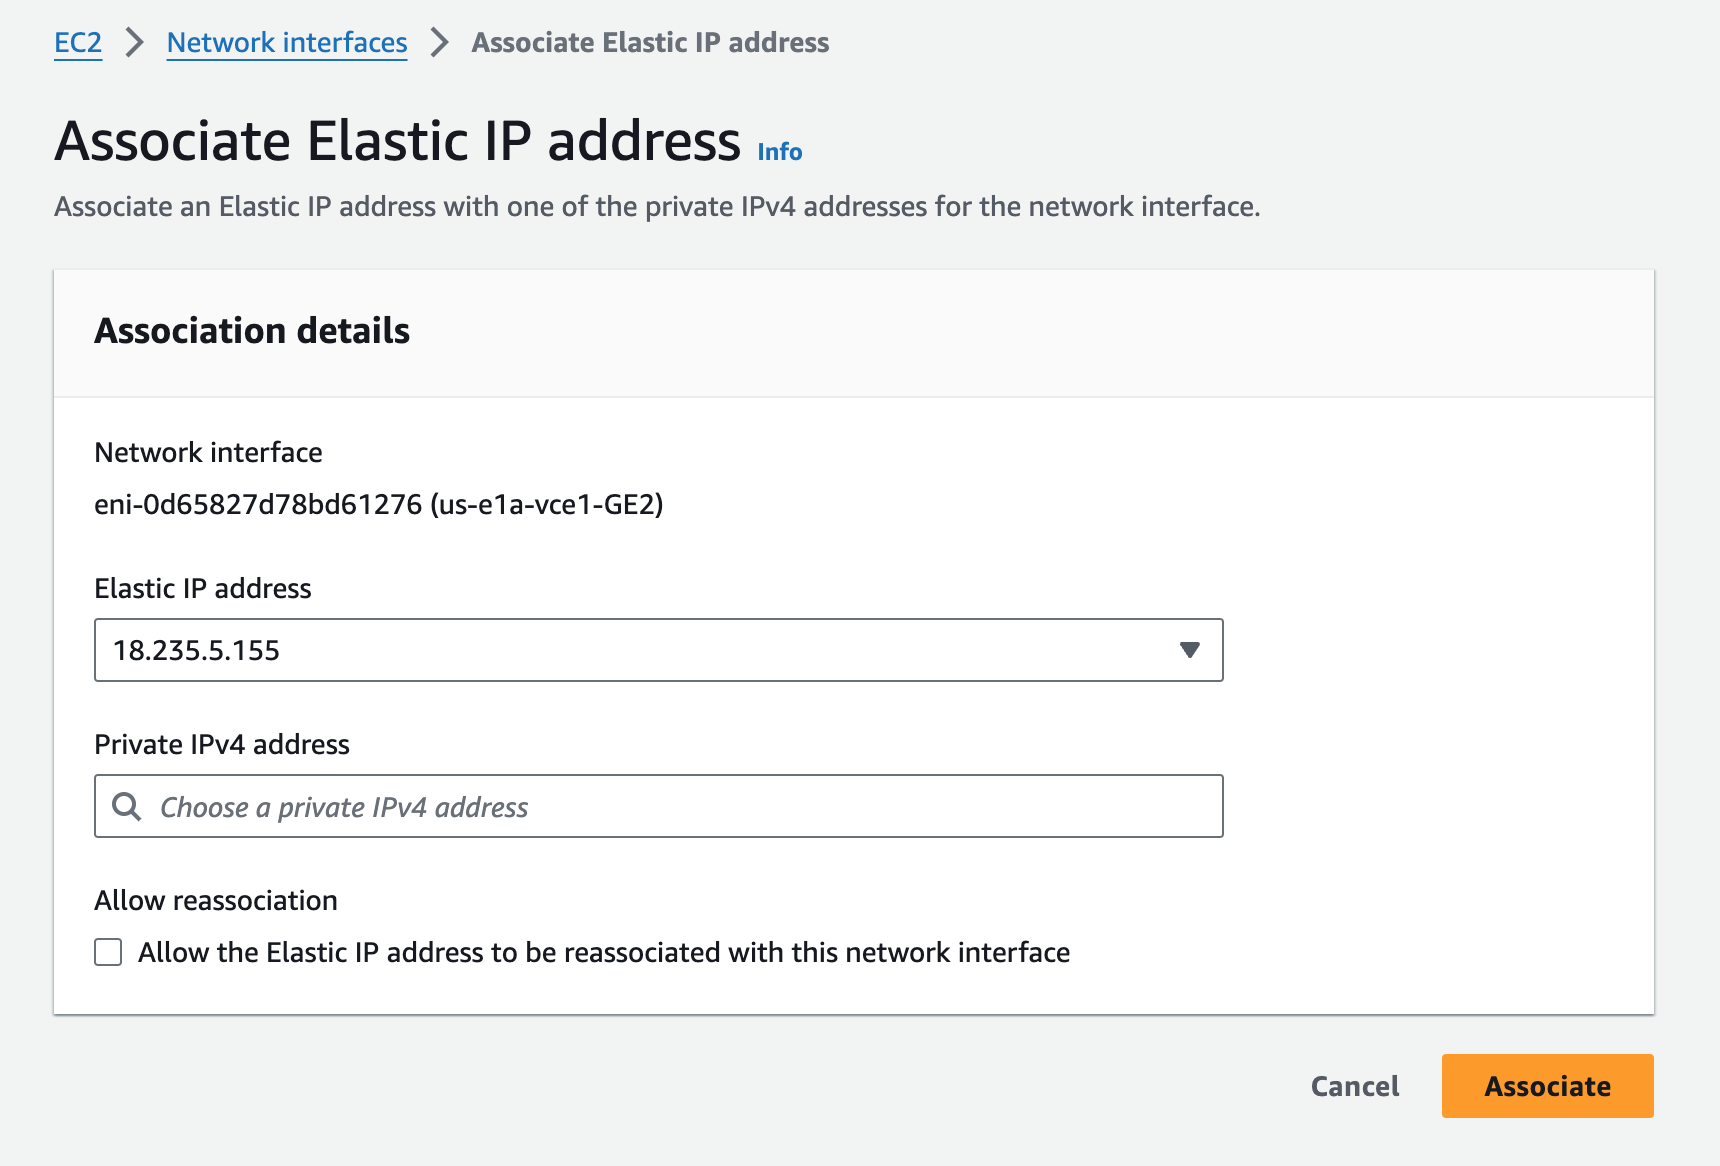 EC2 > Network interfaces > Associate Elastic IP address
Associate Elastic IP address Info
Associate an Elastic IP address with one of the private IPv4 addresses for the network interface.
Association details
Network interface
eni-0d65827d78bd61276 (us-e1a-vce1-GE2)
Elastic IP address
18.235.5.155
Private IPv4 address
Choose a private IPv4 address
Allow reassociation
Allow the Elastic IP address to be reassociated with this network interface
Cancel Associate